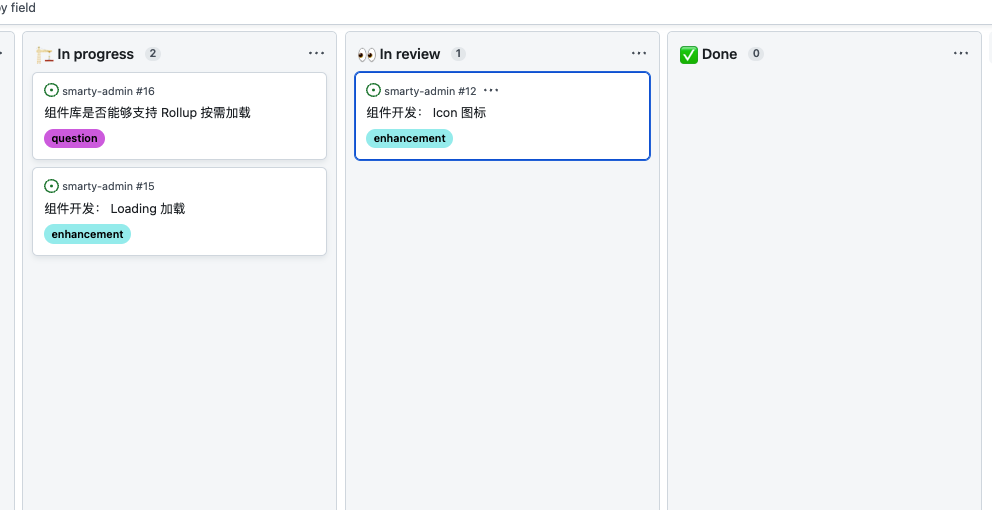 y field
In progress 2
smarty-admin #16
组件库是否能够支持 Rollup 按需加载
question
smarty-admin #15
组件开发： Loading 加载
enhancement
In review 1
smarty-admin #12
组件开发： Icon 图标
enhancement
Done 0